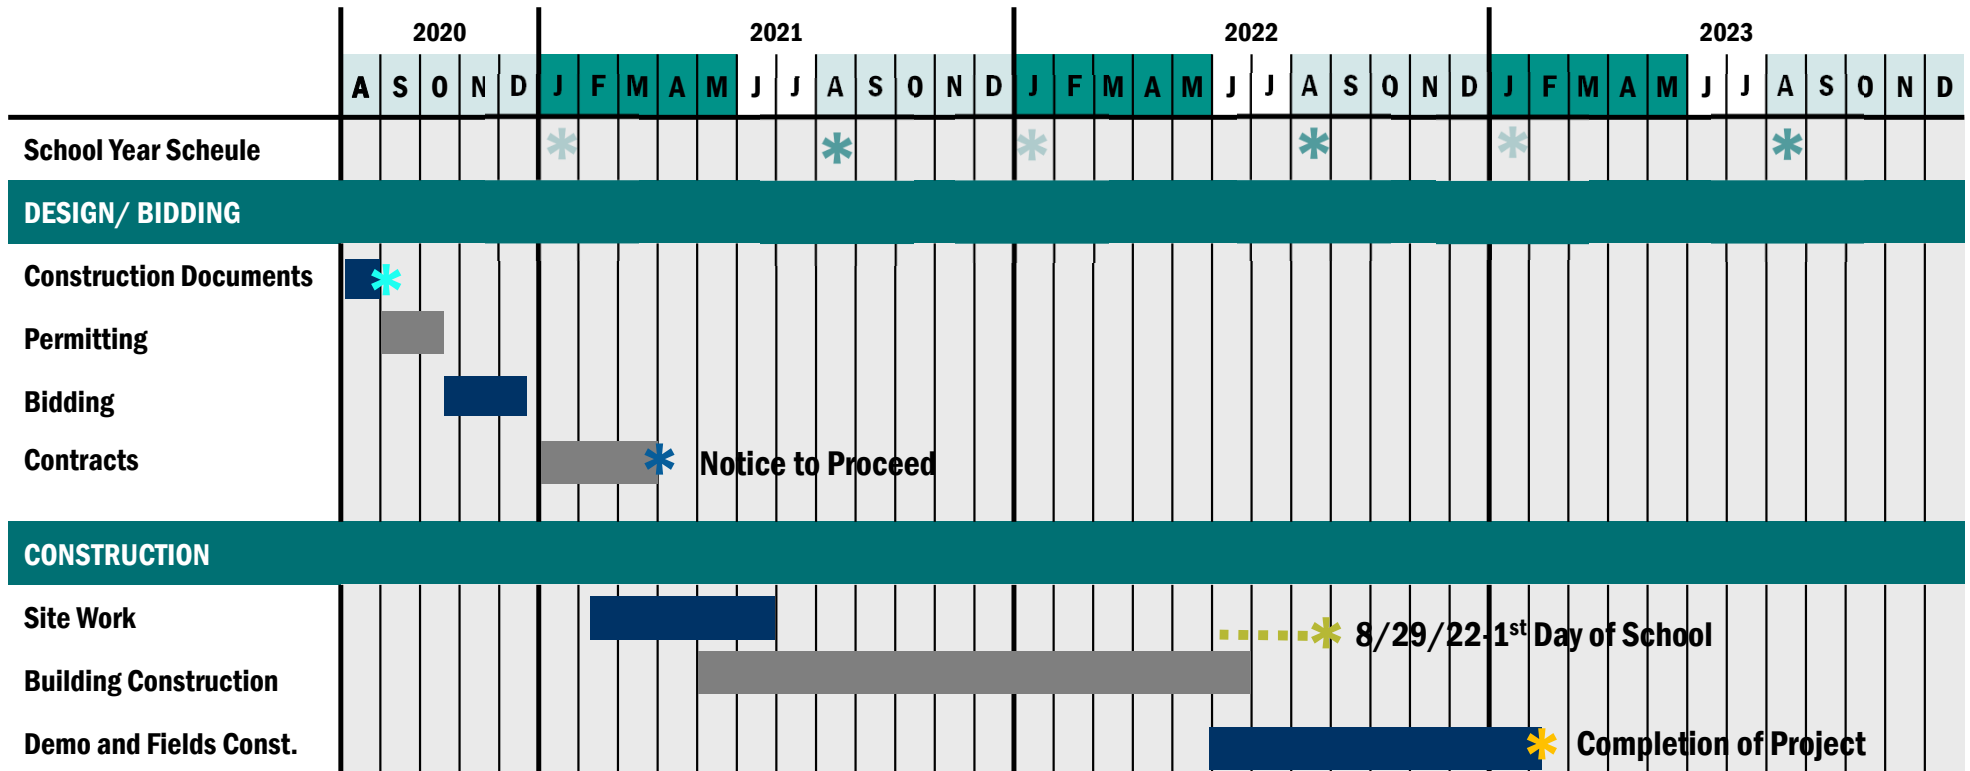 2020 2021 2022 2023
A S O N D J F M A M J J A S O N D J F M A M J J A S O N D J F M A M J J A S O N D
School Year Scheule
DESIGN/ BIDDING
Construction Documents
Permitting
Bidding
Contracts Notice to Proceed
CONSTRUCTION
Site Work 8/29/22-1st Day of School
Building Construction
Demo and Fields Const. Completion of Project